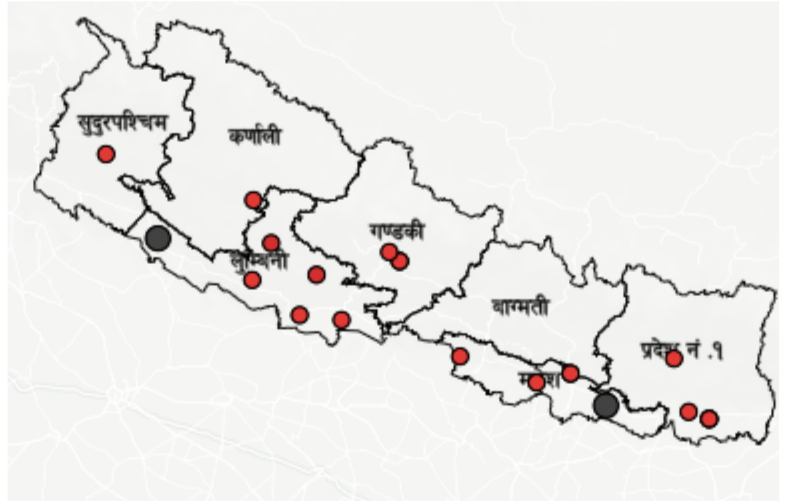 सुदुरपश्चिम
कर्णाली
गण्डकी
लुम्बिनी
बाग्मती
प्रदेश नं .१
मधेश